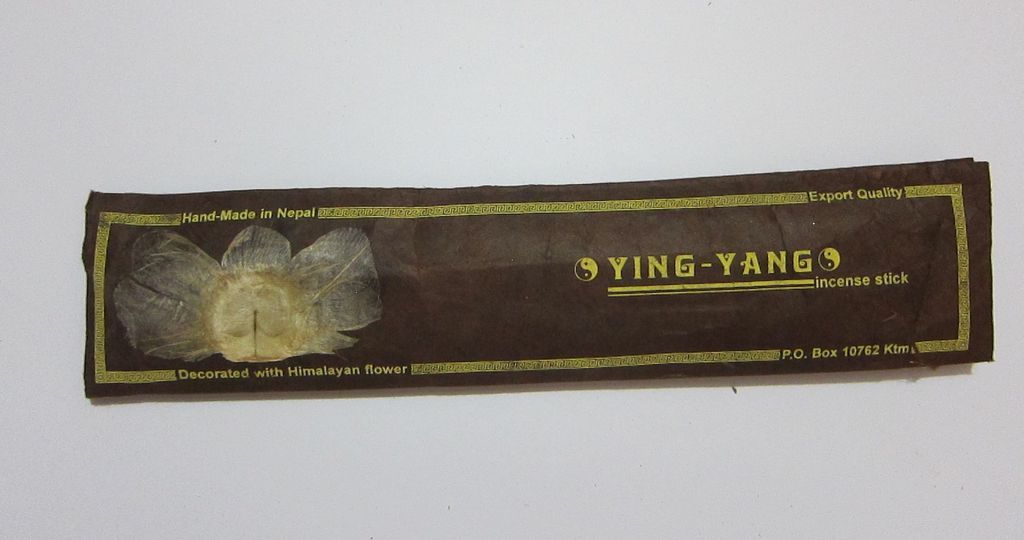 Hand-Made in Nepal
Export Quality
YING-YANG
incense stick
Decorated with Himalayan flower
P.O. Box 10762 Ktm.